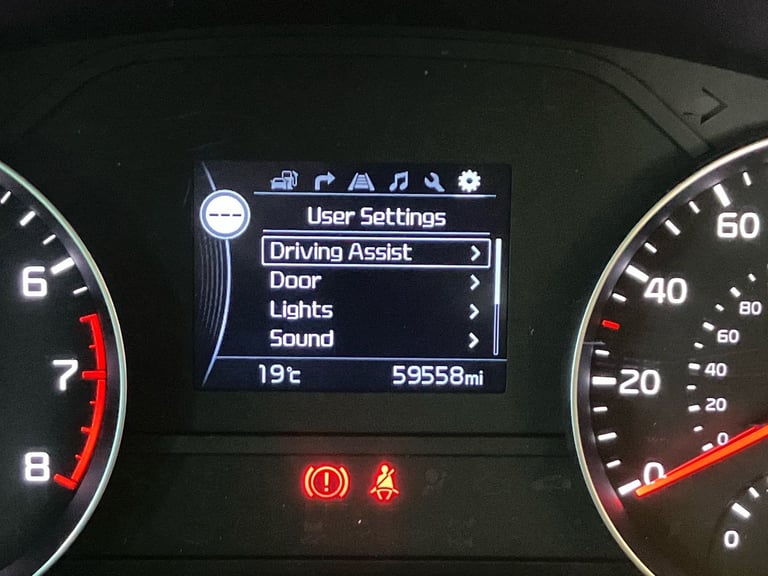 ---
User Settings
Driving Assist
Door
Lights
Sound
19℃
59558mi
6
7
8
60
40
20
0
80
60
40
20
0
0